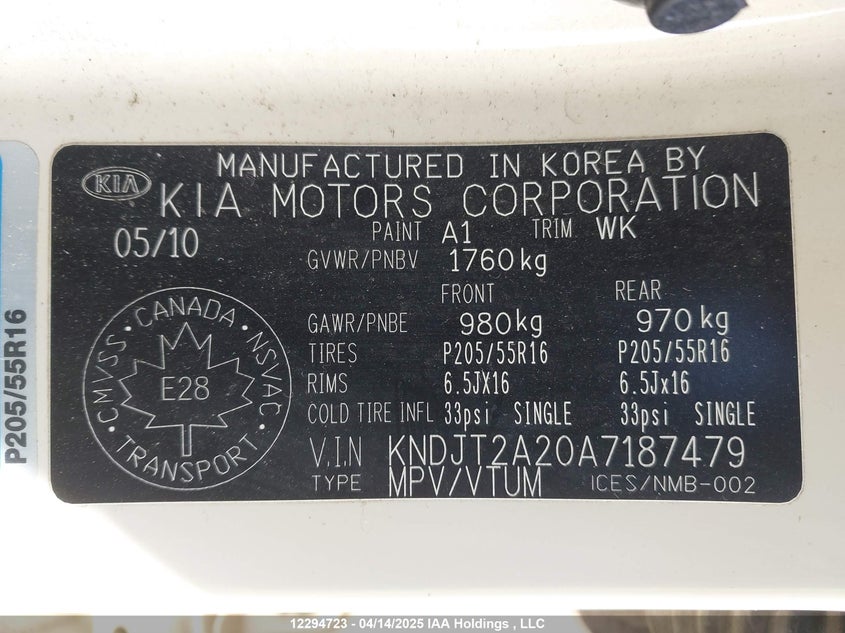 MANUFACTURED IN KOREA BY
KIA
KIA MOTORS CORPORATION
05/10
PAINT A1 TRIM WK
GVWR/PNBV 1760kg
FRONT REAR
GAWR/PNBE 980kg 970kg
TIRES P205/55R16 P205/55R16
RIMS 6.5JX16 6.5Jx16
COLD TIRE INFL 33psi SINGLE 33psi SINGLE
V.I.N KNDJT2A20A7187479
TYPE MPV/VTUM ICES/NMB-002
CMVSS • CANADA • NSVAC • TRANSPORT •
E28
P205/55R16
12294723 - 04/14/2025 IAA Holdings , LLC